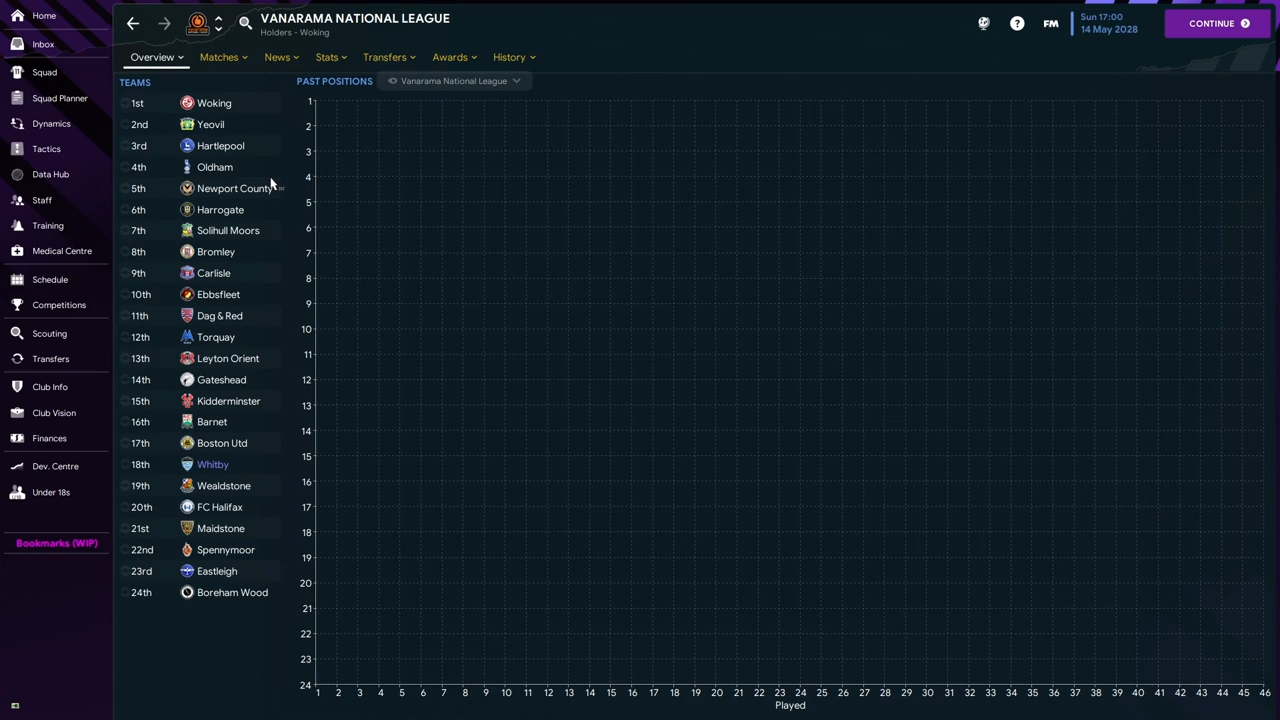 Home
Inbox
Squad
Squad Planner
Dynamics
Tactics
Data Hub
Staff
Training
Medical Centre
Schedule
Competitions
Scouting
Transfers
Club Info
Club Vision
Finances
Dev. Centre
Under 18s
Bookmarks (WIP)
VANARAMA NATIONAL LEAGUE
Holders - Woking
FM
Sun 17:00
14 May 2028
CONTINUE
Overview Matches News Stats Transfers Awards History
TEAMS
1st Woking
2nd Yeovil
3rd Hartlepool
4th Oldham
5th Newport County
6th Harrogate
7th Solihull Moors
8th Bromley
9th Carlisle
10th Ebbsfleet
11th Dag & Red
12th Torquay
13th Leyton Orient
14th Gateshead
15th Kidderminster
16th Barnet
17th Boston Utd
18th Whitby
19th Wealdstone
20th FC Halifax
21st Maidstone
22nd Spennymoor
23rd Eastleigh
24th Boreham Wood
PAST POSITIONS Vanarama National League
1
2
3
4
5
6
7
8
9
10
11
12
13
14
15
16
17
18
19
20
21
22
23
24
1 2 3 4 5 6 7 8 9 10 11 12 13 14 15 16 17 18 19 20 21 22 23 24 25 26 27 28 29 30 31 32 33 34 35 36 37 38 39 40 41 42 43 44 45 46
Played